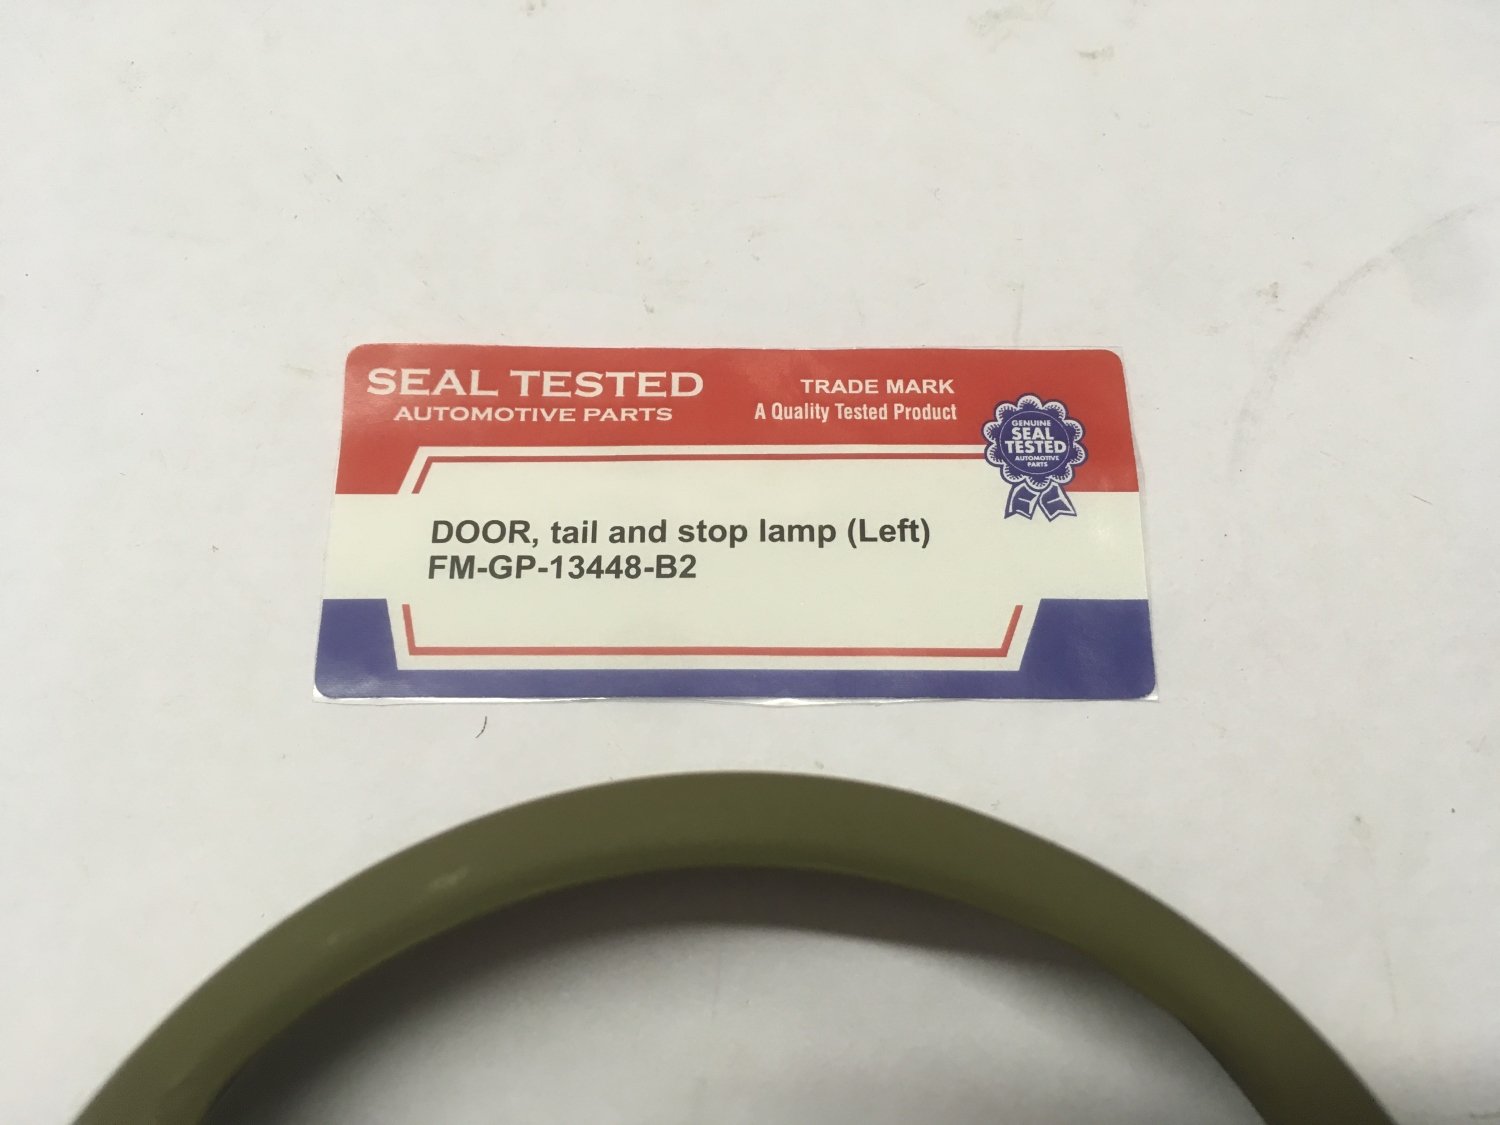 SEAL TESTED
AUTOMOTIVE PARTS
TRADE MARK
A Quality Tested Product
GENUINE
SEAL
TESTED
AUTOMOTIVE
PARTS
DOOR, tail and stop lamp (Left)
FM-GP-13448-B2